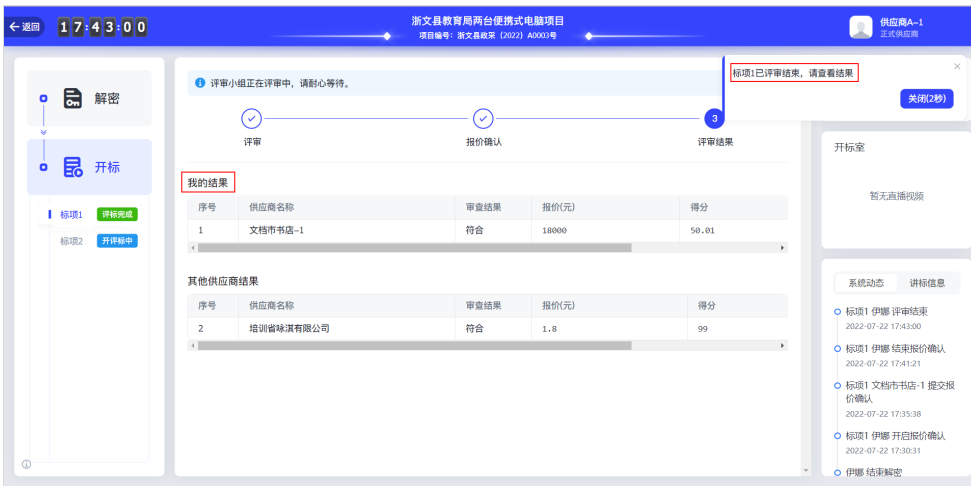 返回
17:43:00
浙文县教育局两台便携式电脑项目
项目编号：浙文县政采（2022）A0003号
供应商A-1
正式供应商
解密
开标
标项1 评标完成
标项2 开评标中
评审小组正在评审中，请耐心等待。
标项1已评审结束，请查看结果
关闭(2秒)
3
评审 报价确认 评审结果
我的结果
序号 供应商名称 审查结果 报价(元) 得分
1 文档市书店-1 符合 18000 50.01
其他供应商结果
序号 供应商名称 审查结果 报价(元) 得分
2 培训省咏淇有限公司 符合 1.8 99
开标室
暂无直播视频
系统动态 讲标信息
标项1 伊娜 评审结束
2022-07-22 17:43:00
标项1 伊娜 结束报价确认
2022-07-22 17:41:21
标项1 文档市书店-1 提交报
价确认
2022-07-22 17:35:38
标项1 伊娜 开启报价确认
2022-07-22 17:30:31
伊娜 结束解密